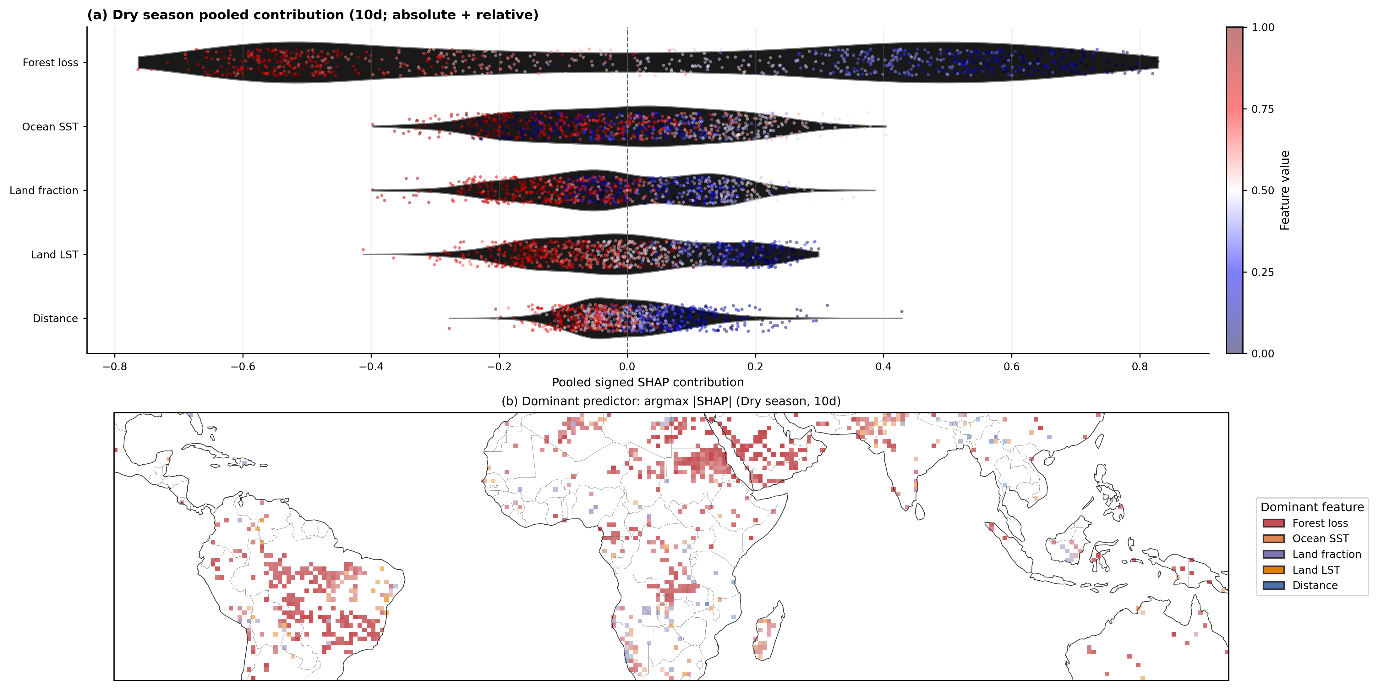 (a) Dry season pooled contribution (10d; absolute + relative)
Forest loss
Ocean SST
Land fraction
Land LST
Distance
−0.8 −0.6 −0.4 −0.2 0.0 0.2 0.4 0.6 0.8
Pooled signed SHAP contribution
1.00
0.75
0.50
0.25
0.00
Feature value
(b) Dominant predictor: argmax |SHAP| (Dry season, 10d)
Dominant feature
Forest loss
Ocean SST
Land fraction
Land LST
Distance